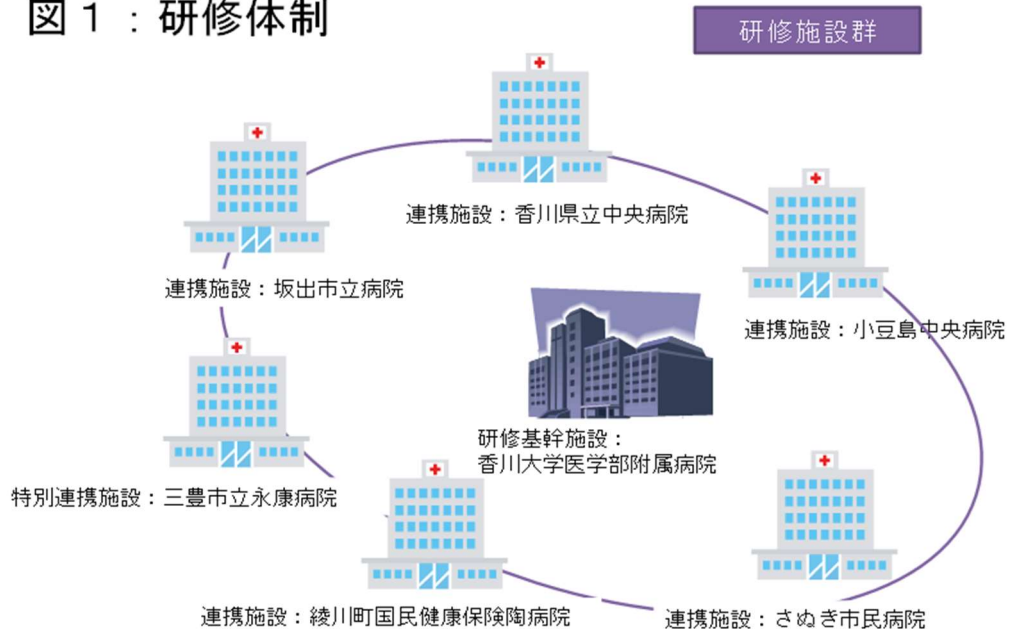 図１：研修体制
研修施設群
連携施設：香川県立中央病院
連携施設：坂出市立病院
連携施設：小豆島中央病院
研修基幹施設：
香川大学医学部附属病院
特別連携施設：三豊市立永康病院
連携施設：綾川町国民健康保険陶病院
連携施設：さぬき市民病院